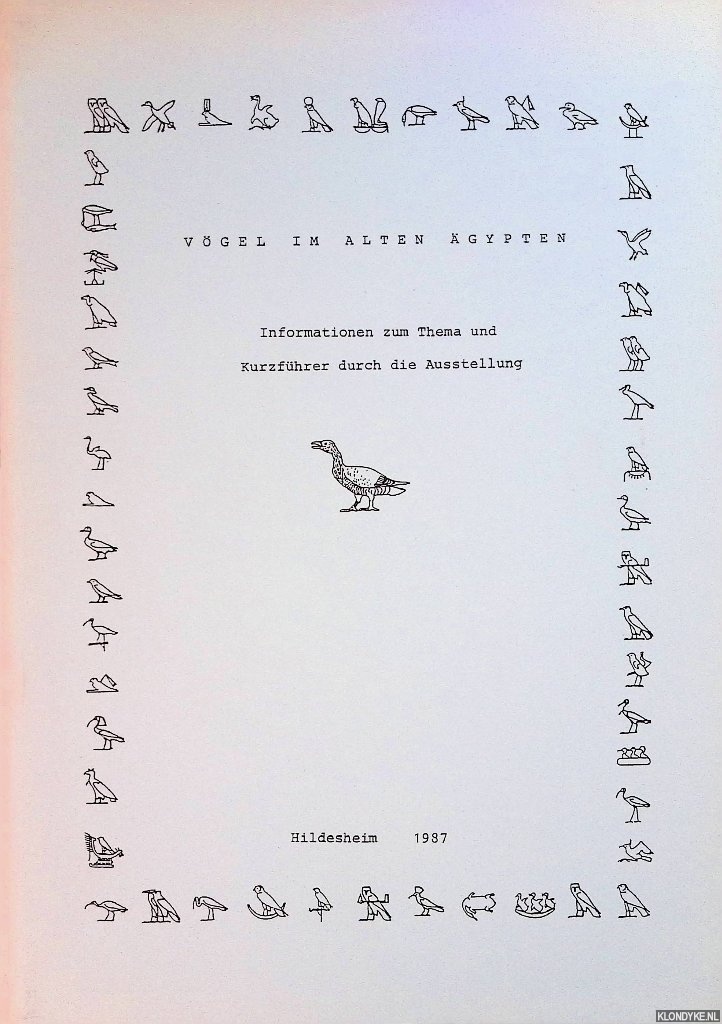 VÖGEL IM ALTEN ÄGYPTEN
Informationen zum Thema und
Kurzführer durch die Ausstellung
Hildesheim 1987
KLONDYKE.NL